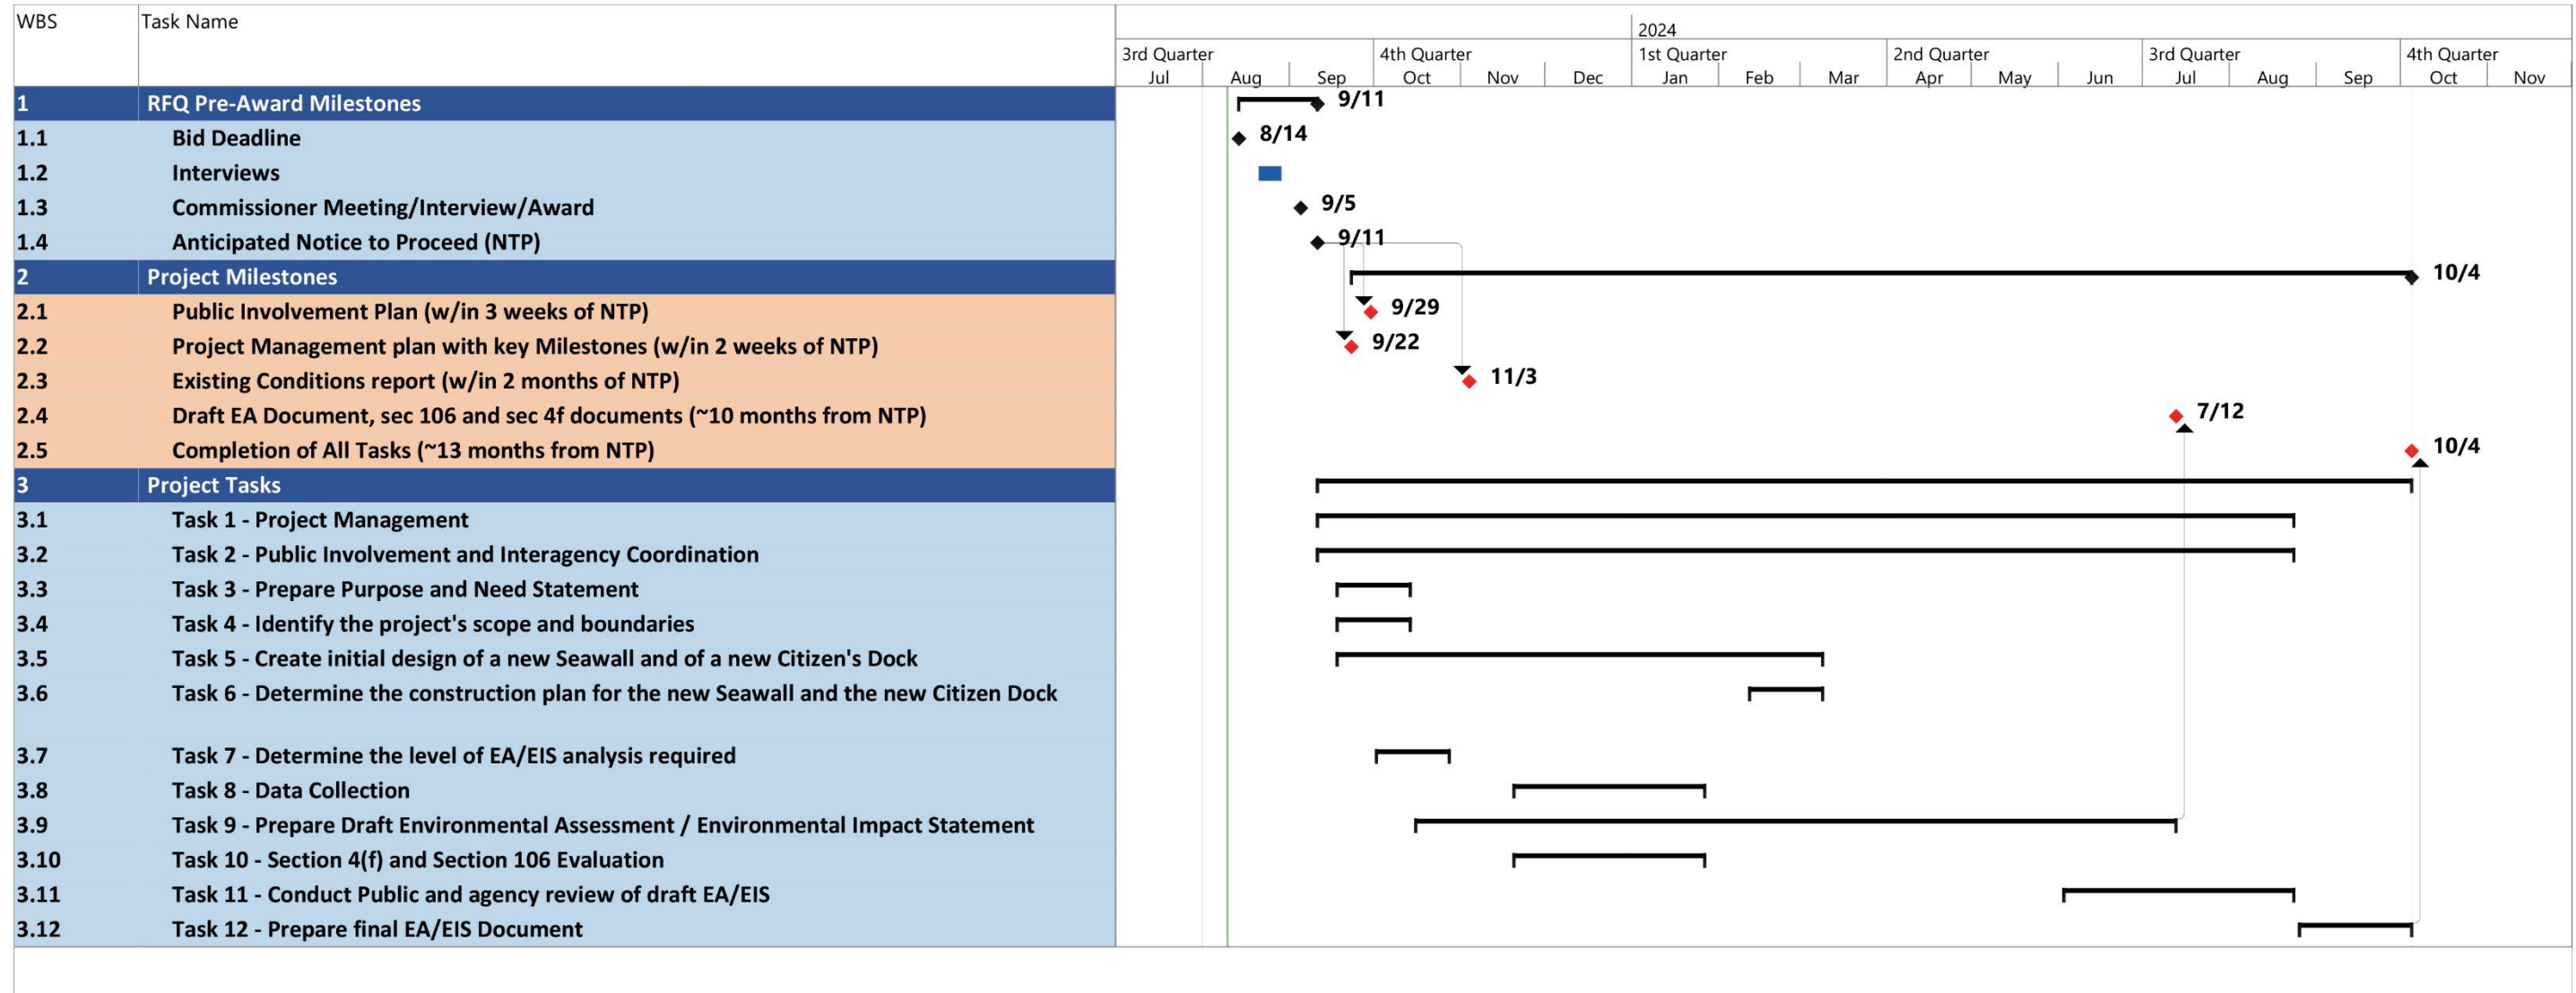 WBS Task Name
2024
3rd Quarter 4th Quarter 1st Quarter 2nd Quarter 3rd Quarter 4th Quarter
Jul Aug Sep Oct Nov Dec Jan Feb Mar Apr May Jun Jul Aug Sep Oct Nov
1 RFQ Pre-Award Milestones 9/11
1.1 Bid Deadline 8/14
1.2 Interviews
1.3 Commissioner Meeting/Interview/Award 9/5
1.4 Anticipated Notice to Proceed (NTP) 9/11
2 Project Milestones 10/4
2.1 Public Involvement Plan (w/in 3 weeks of NTP) 9/29
2.2 Project Management plan with key Milestones (w/in 2 weeks of NTP) 9/22
2.3 Existing Conditions report (w/in 2 months of NTP) 11/3
2.4 Draft EA Document, sec 106 and sec 4f documents (~10 months from NTP) 7/12
2.5 Completion of All Tasks (~13 months from NTP) 10/4
3 Project Tasks
3.1 Task 1 - Project Management
3.2 Task 2 - Public Involvement and Interagency Coordination
3.3 Task 3 - Prepare Purpose and Need Statement
3.4 Task 4 - Identify the project's scope and boundaries
3.5 Task 5 - Create initial design of a new Seawall and of a new Citizen's Dock
3.6 Task 6 - Determine the construction plan for the new Seawall and the new Citizen Dock
3.7 Task 7 - Determine the level of EA/EIS analysis required
3.8 Task 8 - Data Collection
3.9 Task 9 - Prepare Draft Environmental Assessment / Environmental Impact Statement
3.10 Task 10 - Section 4(f) and Section 106 Evaluation
3.11 Task 11 - Conduct Public and agency review of draft EA/EIS
3.12 Task 12 - Prepare final EA/EIS Document